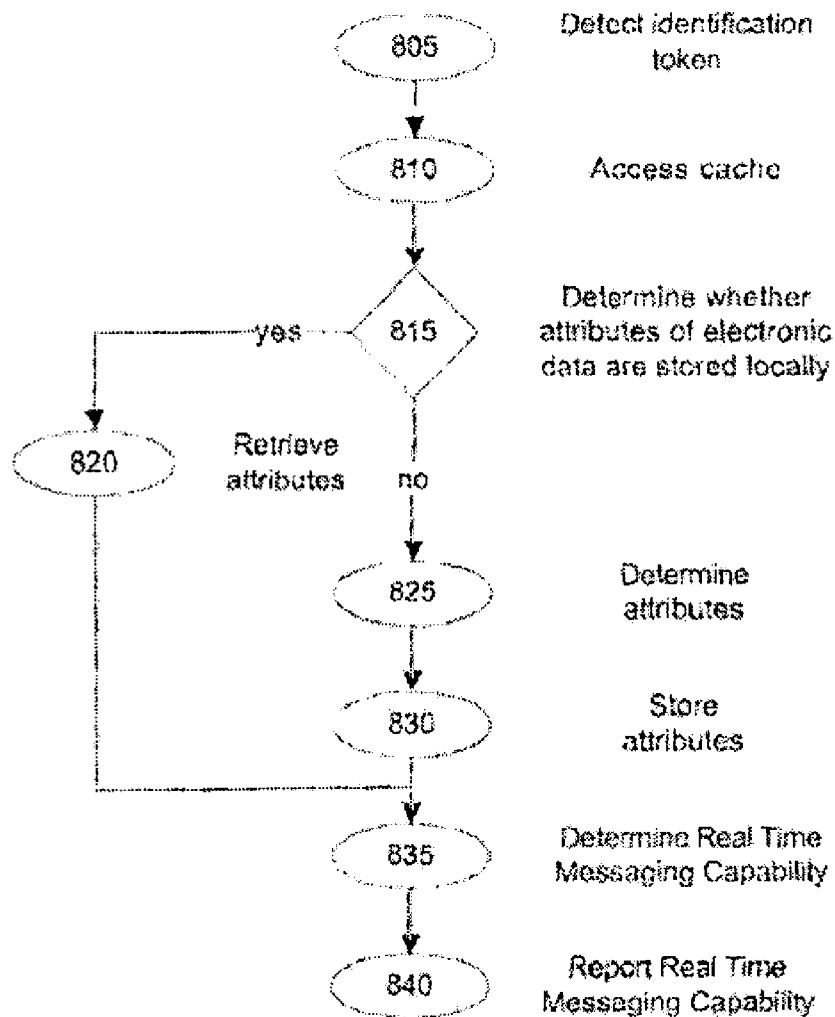 805
Detect identification
token
810
Access cache
815
Determine whether
attributes of electronic
data are stored locally
yes
820
Retrieve
attributes
no
825
Determine
attributes
830
Store
attributes
835
Determine Real Time
Messaging Capability
840
Report Real Time
Messaging Capability